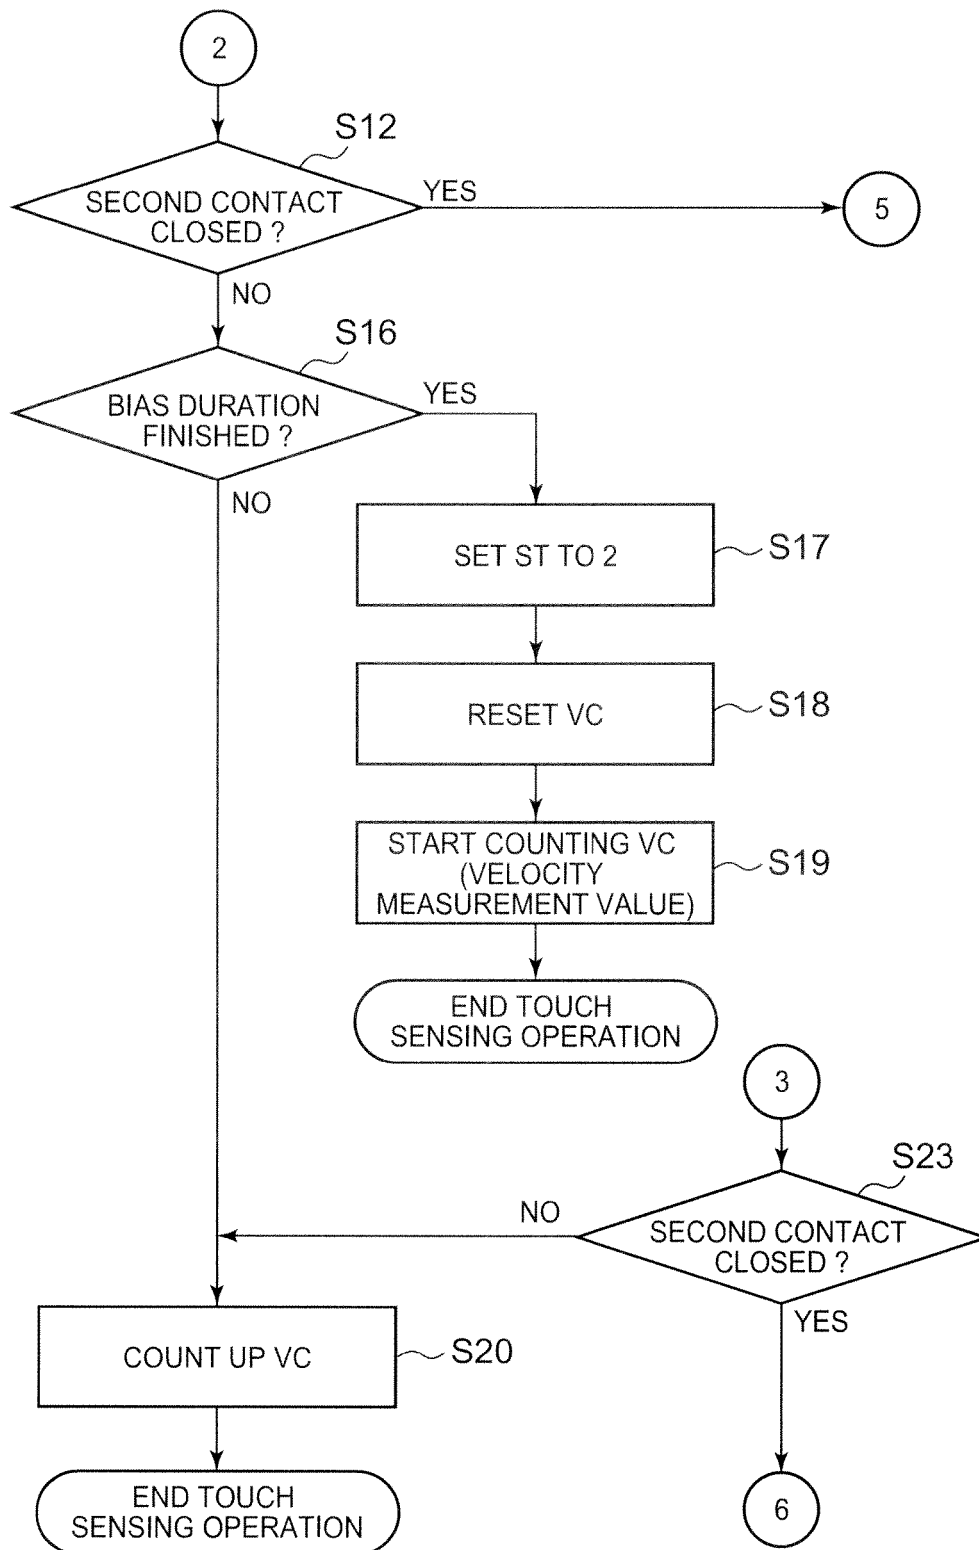 2
S12
SECOND CONTACT
CLOSED ?
YES
5
NO
S16
BIAS DURATION
FINISHED ?
YES
NO
SET ST TO 2
S17
RESET VC
S18
START COUNTING VC
(VELOCITY
MEASUREMENT VALUE)
S19
END TOUCH
SENSING OPERATION
3
S23
NO
SECOND CONTACT
CLOSED ?
YES
COUNT UP VC
S20
END TOUCH
SENSING OPERATION
6